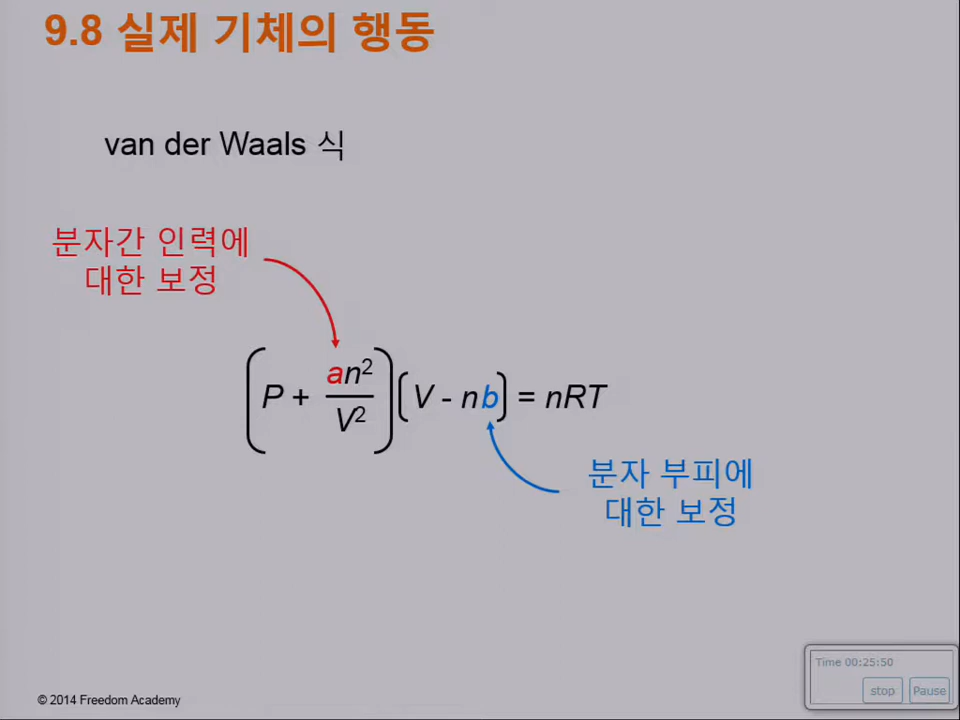 9.8 실제 기체의 행동
van der Waals 식
분자간 인력에
대한 보정
(P + an²/V²)(V - nb) = nRT
분자 부피에
대한 보정
Time 00:25:50
stop Pause
© 2014 Freedom Academy